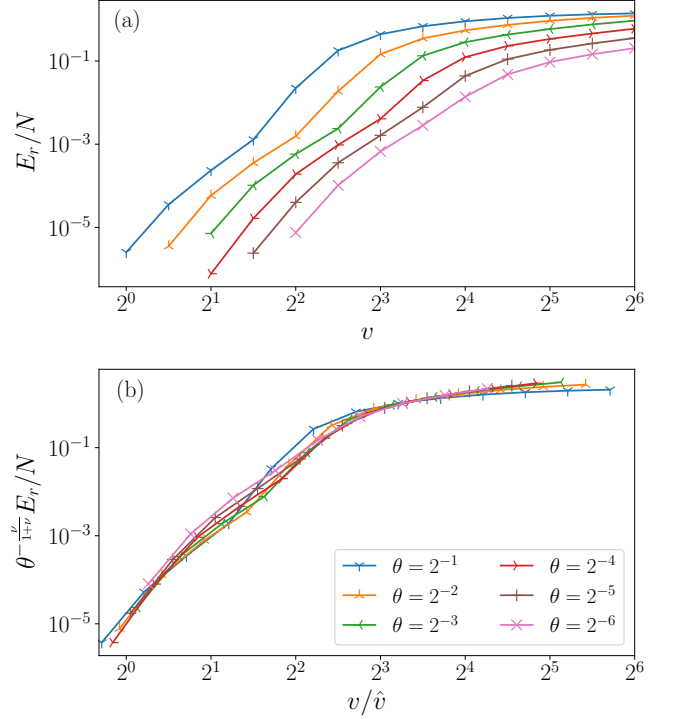 (a)
E_r/N
10^{-1}
10^{-3}
10^{-5}
2^0 2^1 2^2 2^3 2^4 2^5 2^6
v
(b)
θ^{-\frac{ν}{1+ν}} E_r/N
10^{-1}
10^{-3}
10^{-5}
θ = 2^{-1} θ = 2^{-4}
θ = 2^{-2} θ = 2^{-5}
θ = 2^{-3} θ = 2^{-6}
2^0 2^1 2^2 2^3 2^4 2^5 2^6
v/v̂